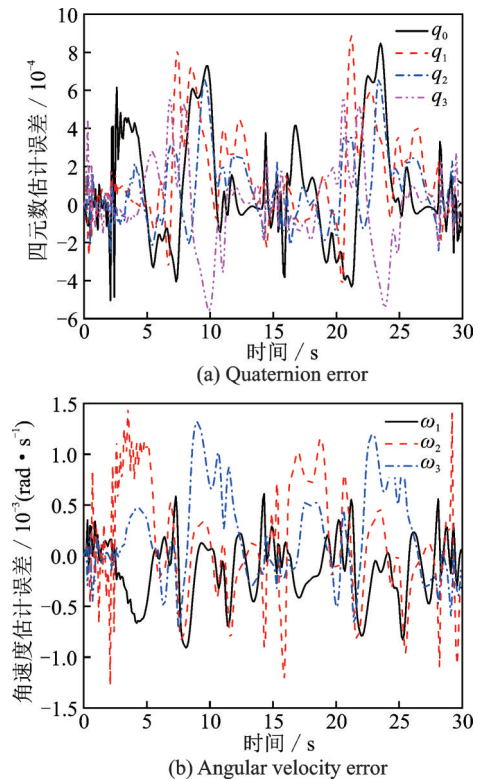 四元数估计误差 / 10⁻⁴
10
8
6
4
2
0
−2
−4
−6
q₀
q₁
q₂
q₃
0 5 10 15 20 25 30
时间 / s
(a) Quaternion error
角速度估计误差 / 10⁻³(rad • s⁻¹)
1.5
1.0
0.5
0.0
−0.5
−1.0
−1.5
ω₁
ω₂
ω₃
0 5 10 15 20 25 30
时间 / s
(b) Angular velocity error